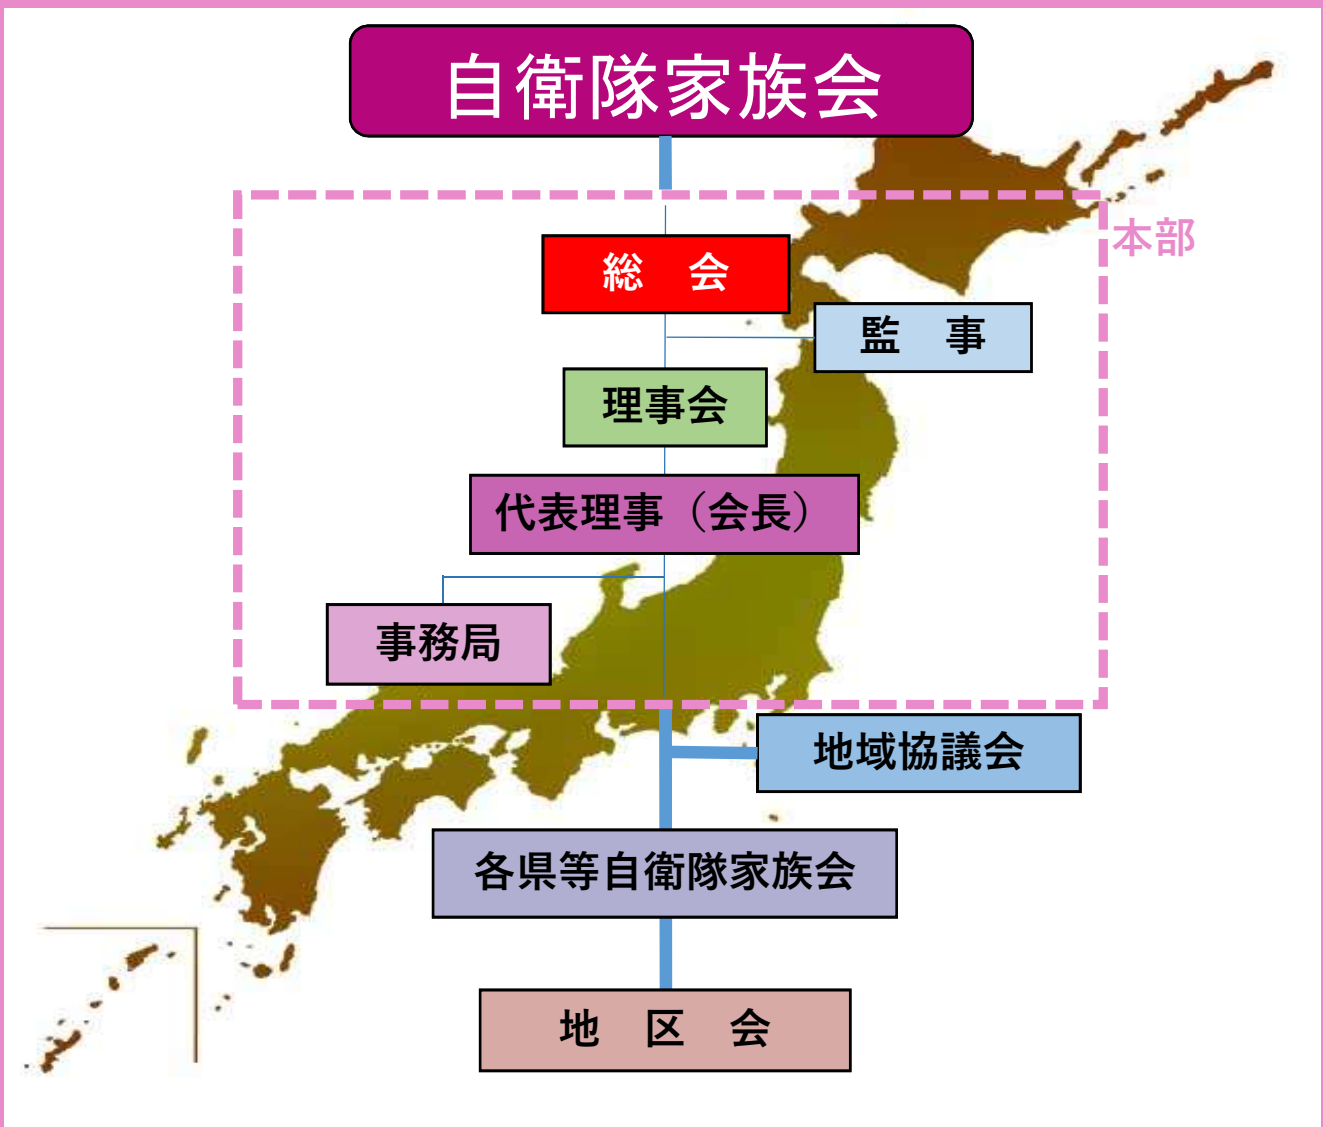 自衛隊家族会
本部
総　会
監　事
理事会
代表理事（会長）
事務局
地域協議会
各県等自衛隊家族会
地　区　会